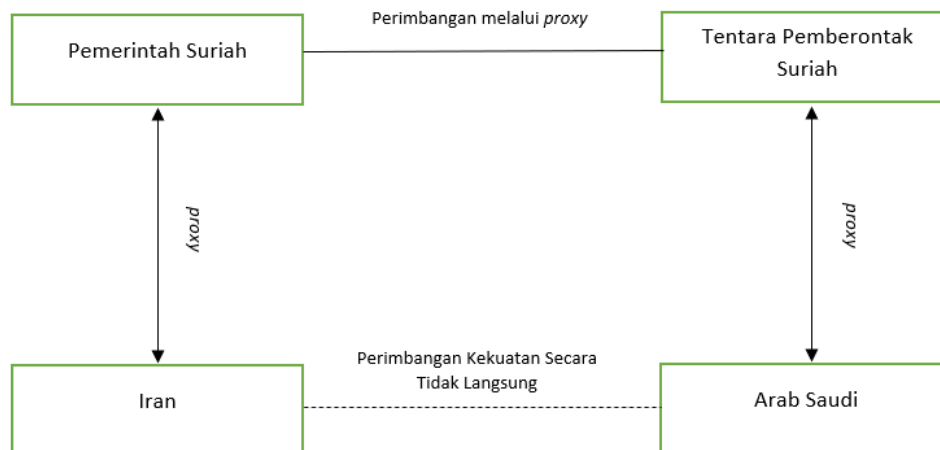 Perimbangan melalui proxy
Pemerintah Suriah
Tentara Pemberontak
Suriah
proxy
proxy
Perimbangan Kekuatan Secara
Tidak Langsung
Iran
Arab Saudi